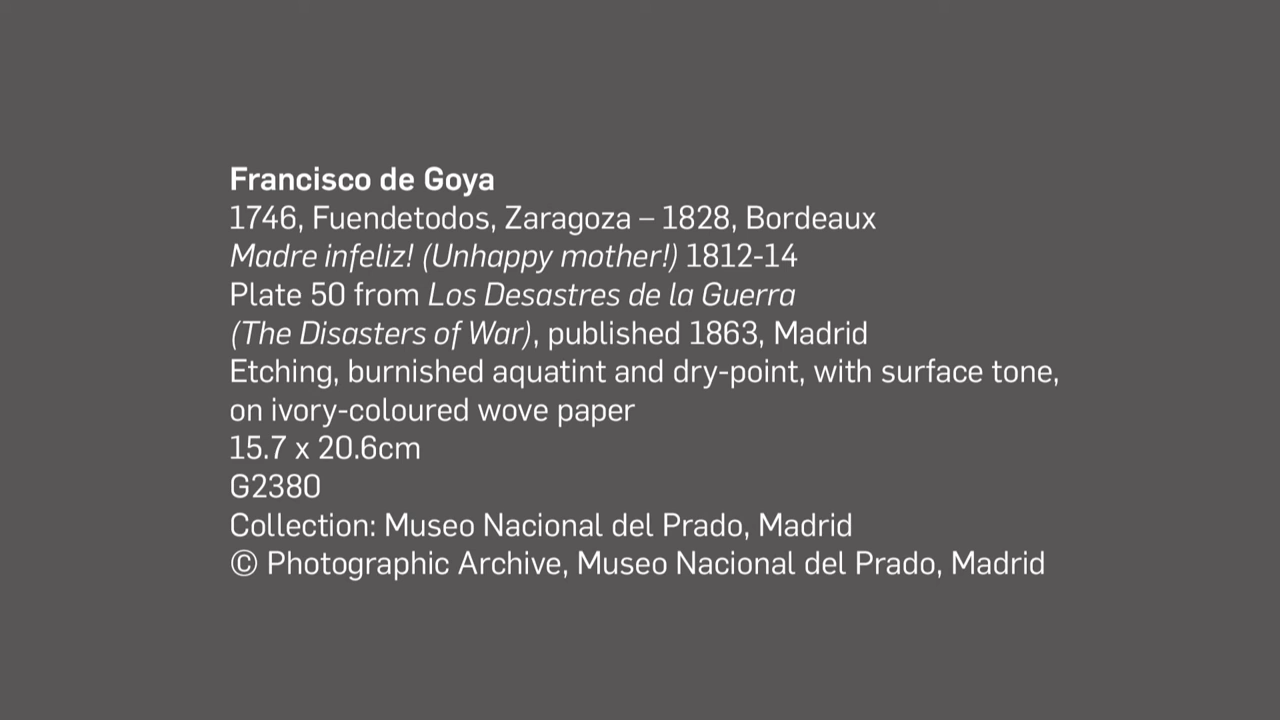 Francisco de Goya
1746, Fuendetodos, Zaragoza – 1828, Bordeaux
Madre infeliz! (Unhappy mother!) 1812-14
Plate 50 from Los Desastres de la Guerra
(The Disasters of War), published 1863, Madrid
Etching, burnished aquatint and dry-point, with surface tone,
on ivory-coloured wove paper
15.7 x 20.6cm
G2380
Collection: Museo Nacional del Prado, Madrid
© Photographic Archive, Museo Nacional del Prado, Madrid